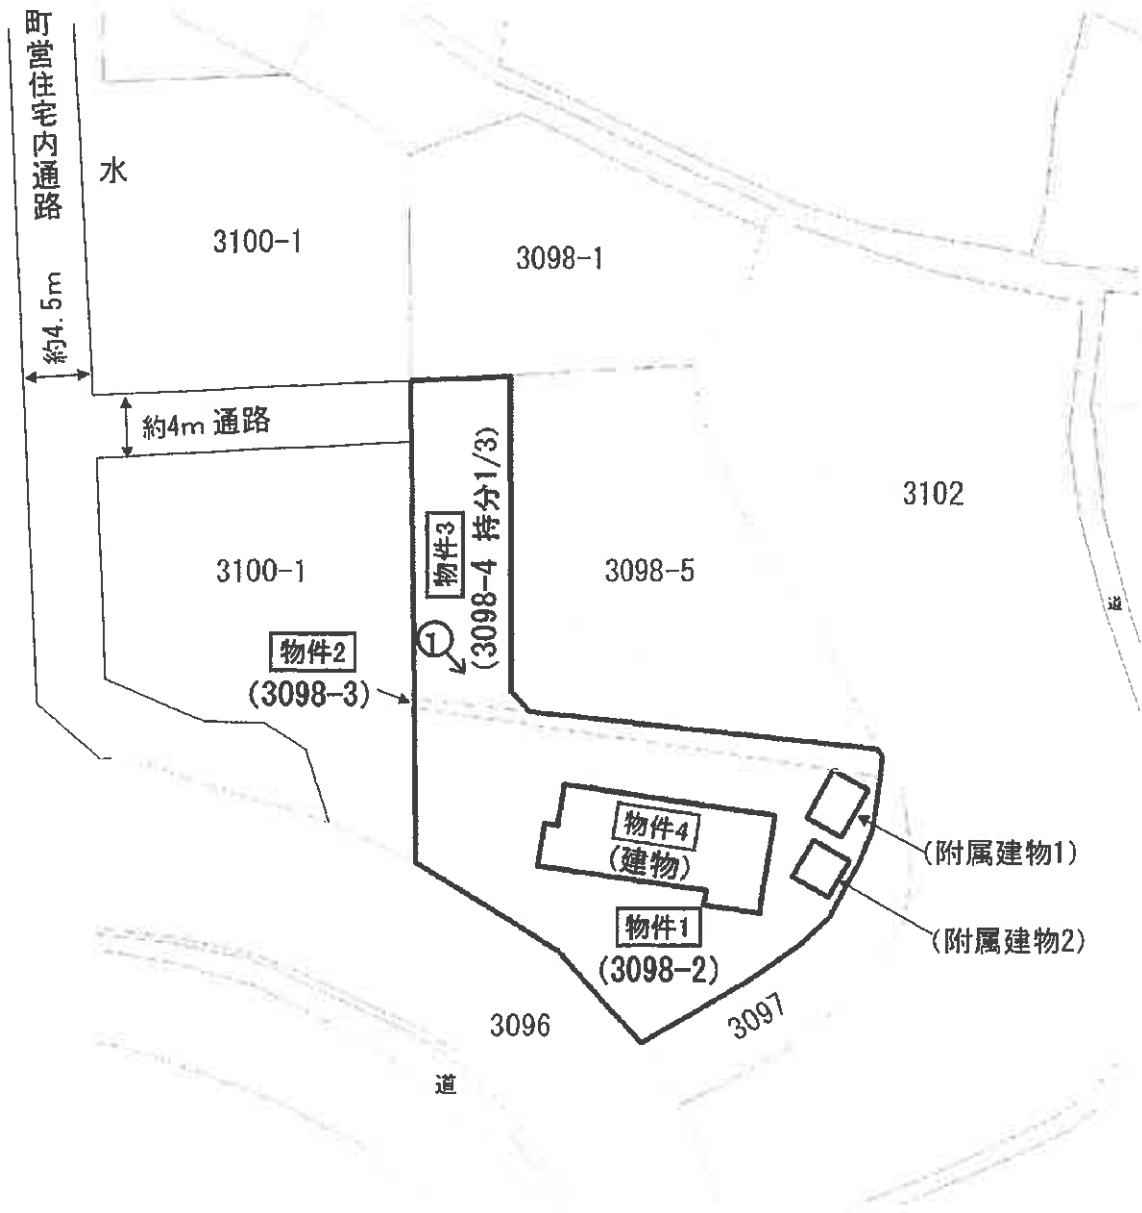 町営住宅内通路
約4.5m
水
3100-1
3098-1
約4m 通路
3102
物件3
(3098-4 持分1/3)
3100-1
3098-5
道
①
物件2
(3098-3)
物件4
(建物)
(附属建物1)
物件1
(3098-2)
(附属建物2)
3096
3097
道